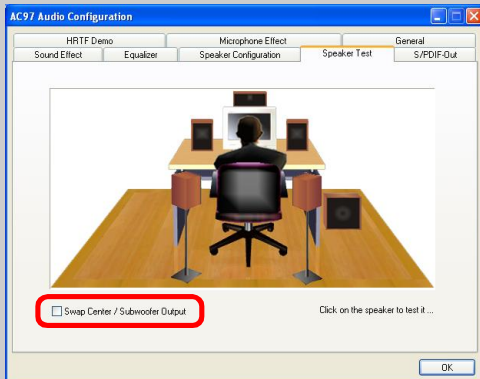 AC97 Audio Configuration
HRTF Demo Microphone Effect General
Sound Effect Equalizer Speaker Configuration Speaker Test S/PDIF-Out
Swap Center / Subwoofer Output
Click on the speaker to test it ...
OK